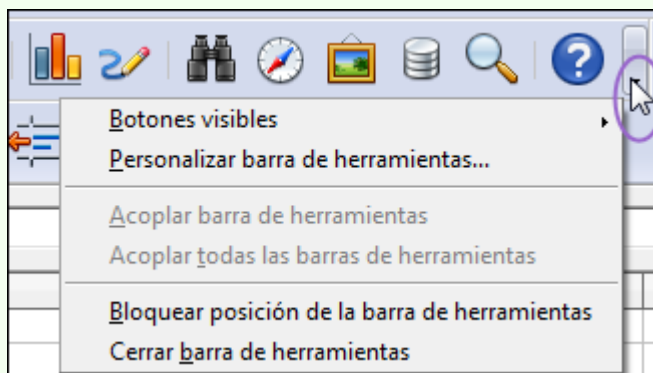 Botones visibles
Personalizar barra de herramientas...
Acoplar barra de herramientas
Acoplar todas las barras de herramientas
Bloquear posición de la barra de herramientas
Cerrar barra de herramientas